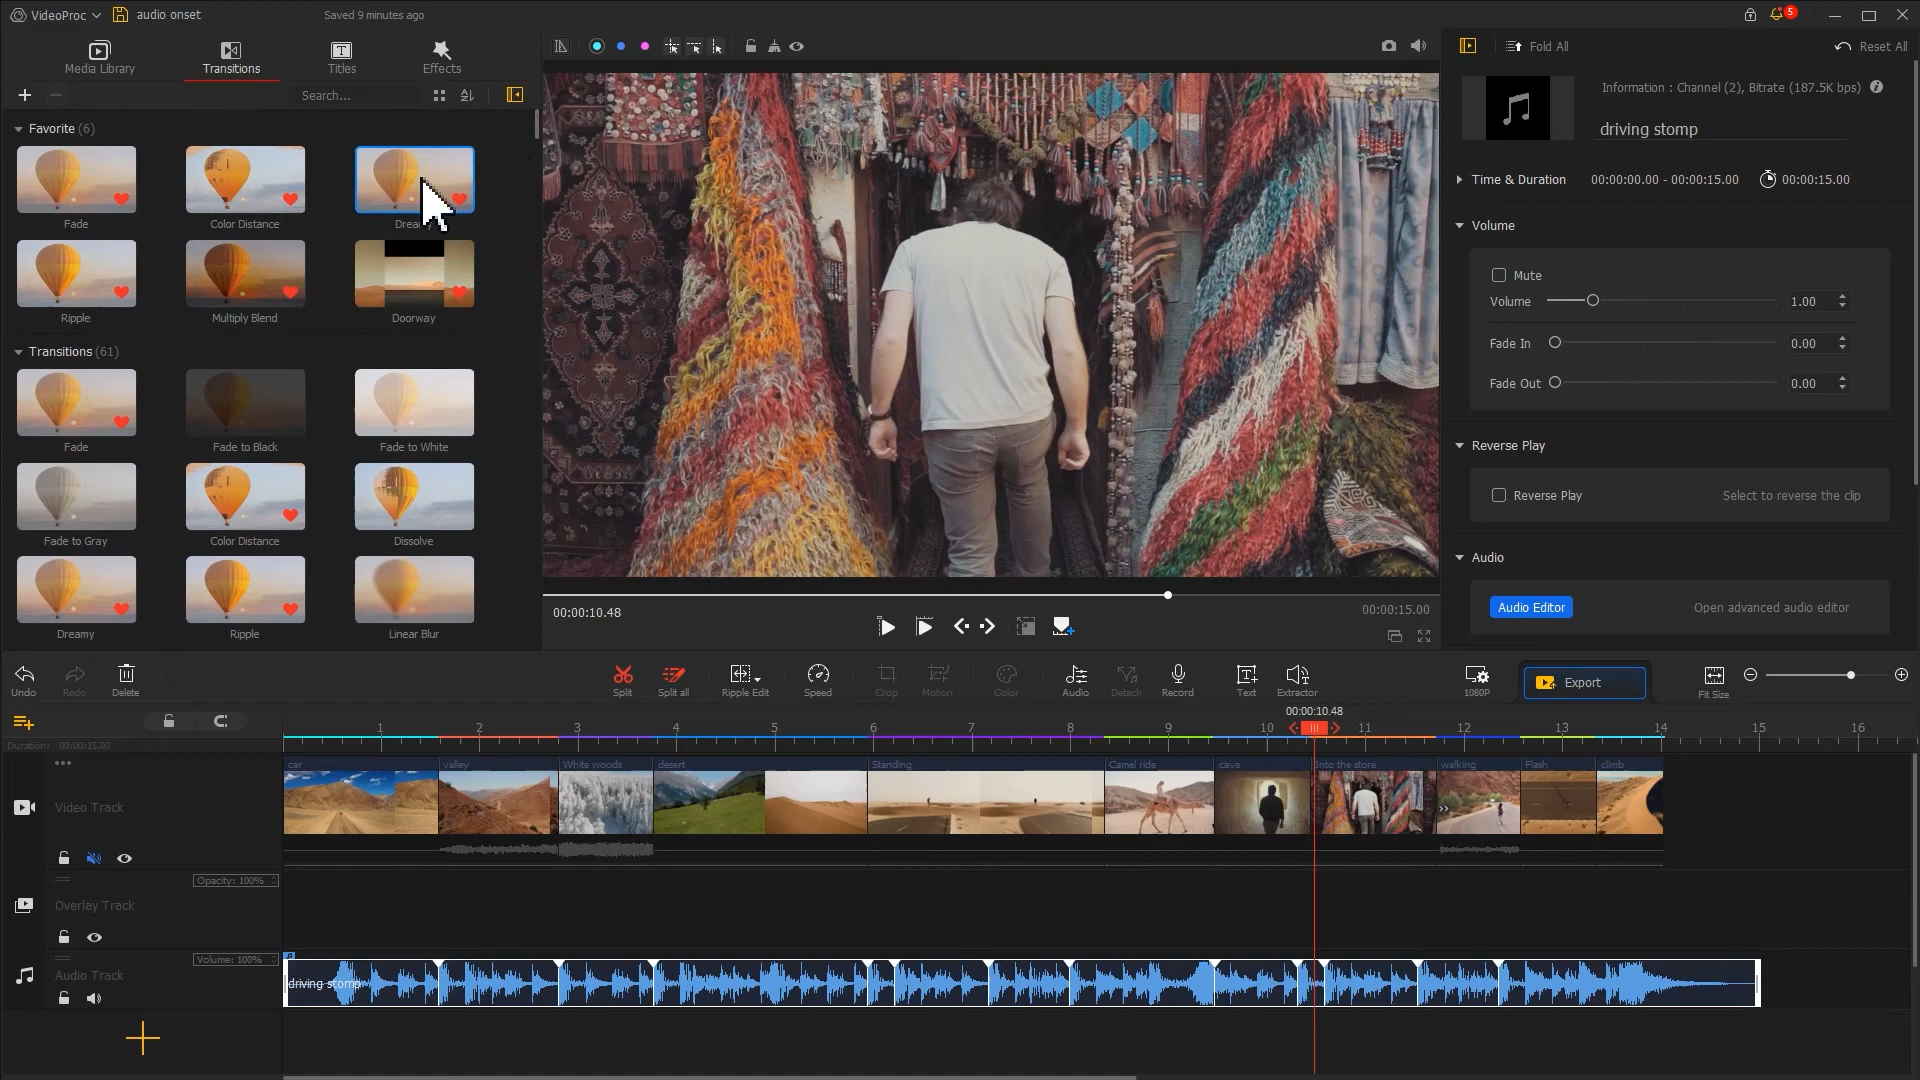 VideoProc
audio onset
Saved 9 minutes ago
5
Media Library
Transitions
Titles
Effects
Search...
Favorite (6)
Fade
Color Distance
Ripple
Multiply Blend
Doorway
Transitions (61)
Fade
Fade to Black
Fade to White
Fade to Gray
Color Distance
Dissolve
Dreamy
Ripple
Linear Blur
00:00:10.48
00:00:15.00
Fold All
Reset All
Information : Channel (2), Bitrate (187.5K bps)
driving stomp
Time & Duration
00:00:00.00 - 00:00:15.00
00:00:15.00
Volume
Mute
Volume
1.00
Fade In
0.00
Fade Out
0.00
Reverse Play
Reverse Play
Select to reverse the clip
Audio
Audio Editor
Open advanced audio editor
Undo
Redo
Delete
Split
Split all
Ripple Edit
Speed
Crop
Motion
Color
Audio
Detach
Record
Text
Extractor
1080P
Export
Fit Size
00:00:10.48
1 2 3 4 5 6 7 8 9 10 11 12 13 14 15 16
Duration: 00:00:15.00
car
valley
White woods
desert
Standing
Camel ride
cave
Into the store
walking
Flash
climb
Video Track
Opacity: 100%
Overlay Track
Volume: 100%
Audio Track
driving stomp